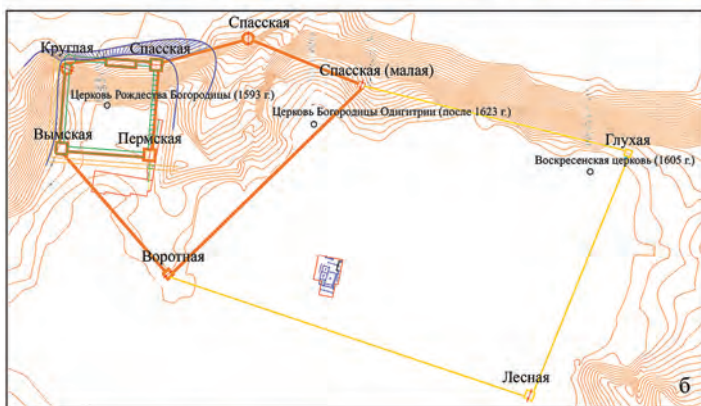 Спасская
Круглая
Спасская
Спасская (малая)
Церковь Рождества Богородицы (1593 г.)
Церковь Богородицы Одигитрии (после 1623 г.)
Вымская
Пермская
Глухая
Воскресенская церковь (1605 г.)
Воротная
Лесная
б